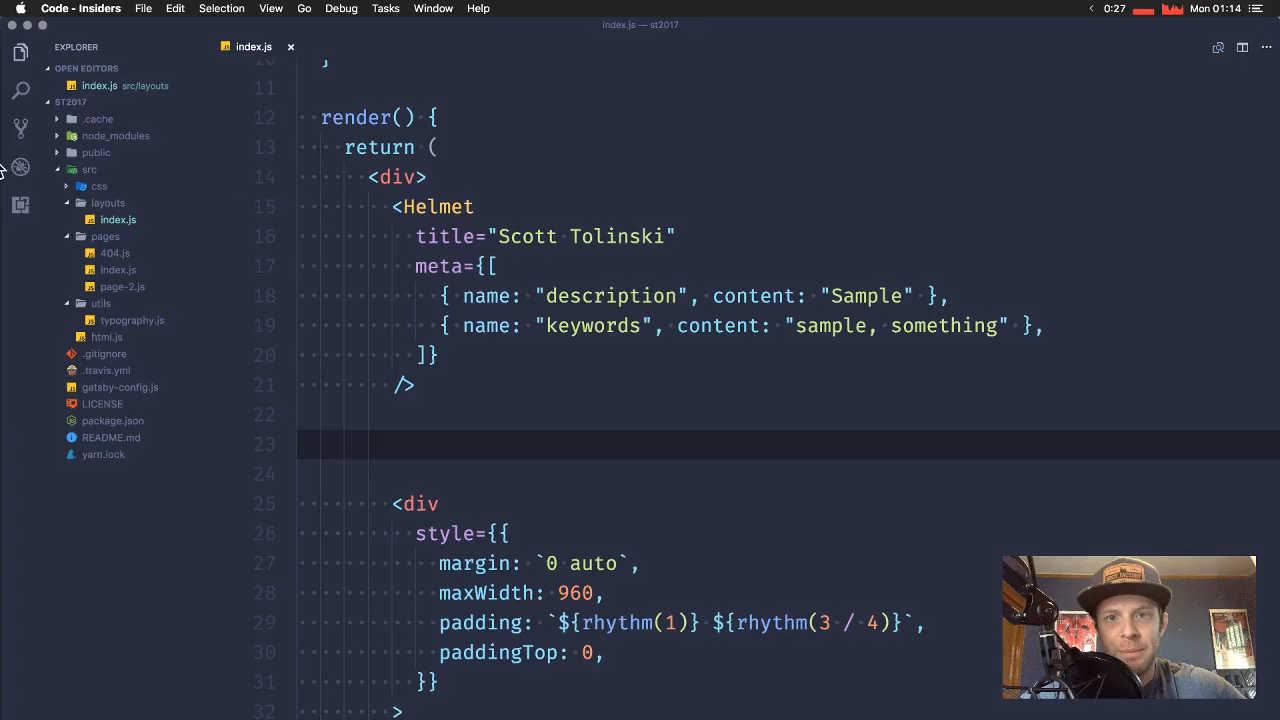 Code - Insiders File Edit Selection View Go Debug Tasks Window Help 0:27 Mon 01:14
index.js — st2017
EXPLORER
OPEN EDITORS
index.js src/layouts
ST2017
.cache
node_modules
public
src
css
layouts
index.js
pages
404.js
index.js
page-2.js
utils
typography.js
html.js
.gitignore
.travis.yml
gatsby-config.js
LICENSE
package.json
README.md
yarn.lock
index.js
10 }
11
12 render() {
13 return (
14 <div>
15 <Helmet
16 title="Scott Tolinski"
17 meta={[
18 { name: "description", content: "Sample" },
19 { name: "keywords", content: "sample, something" },
20 ]}
21 />
22
23
24
25 <div
26 style={{
27 margin: `0 auto`,
28 maxWidth: 960,
29 padding: `${rhythm(1)} ${rhythm(3 / 4)}`,
30 paddingTop: 0,
31 }}
32 >